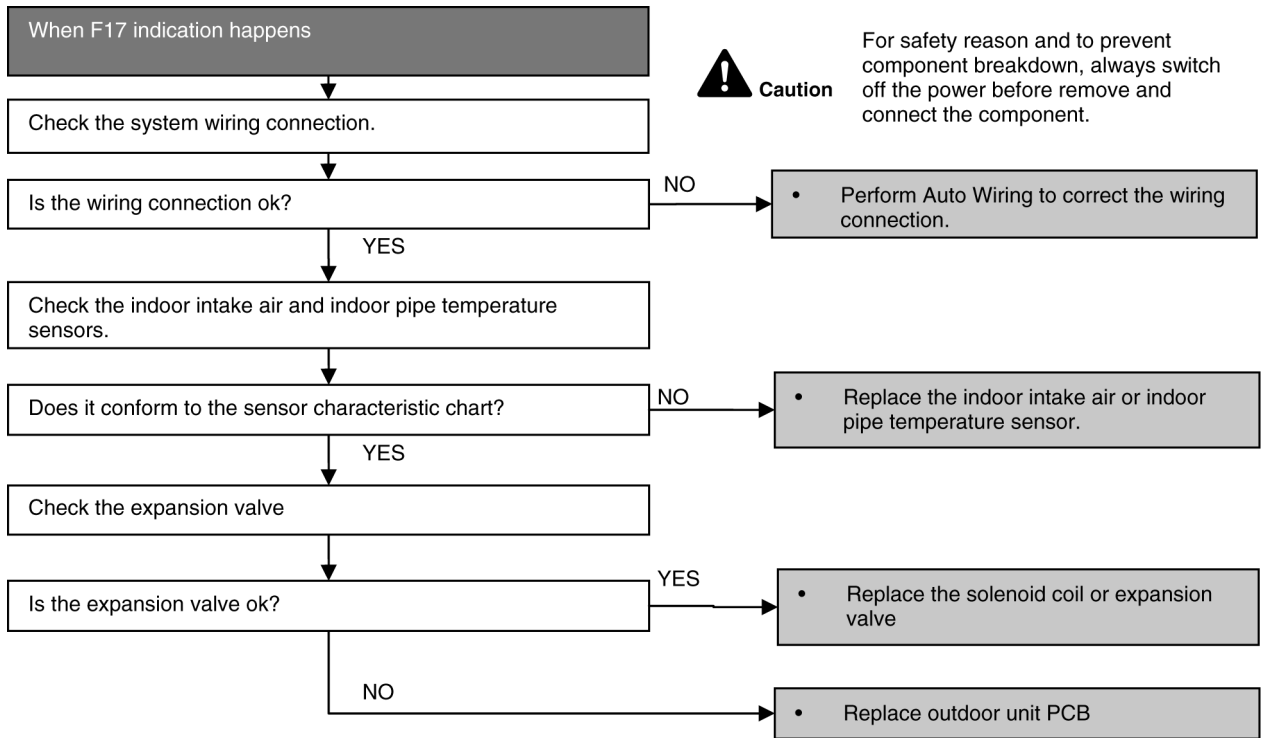 When F17 indication happens
Caution
For safety reason and to prevent
component breakdown, always switch
off the power before remove and
connect the component.
Check the system wiring connection.
Is the wiring connection ok?
NO
• Perform Auto Wiring to correct the wiring
connection.
YES
Check the indoor intake air and indoor pipe temperature
sensors.
Does it conform to the sensor characteristic chart?
NO
• Replace the indoor intake air or indoor
pipe temperature sensor.
YES
Check the expansion valve
Is the expansion valve ok?
YES
• Replace the solenoid coil or expansion
valve
NO
• Replace outdoor unit PCB